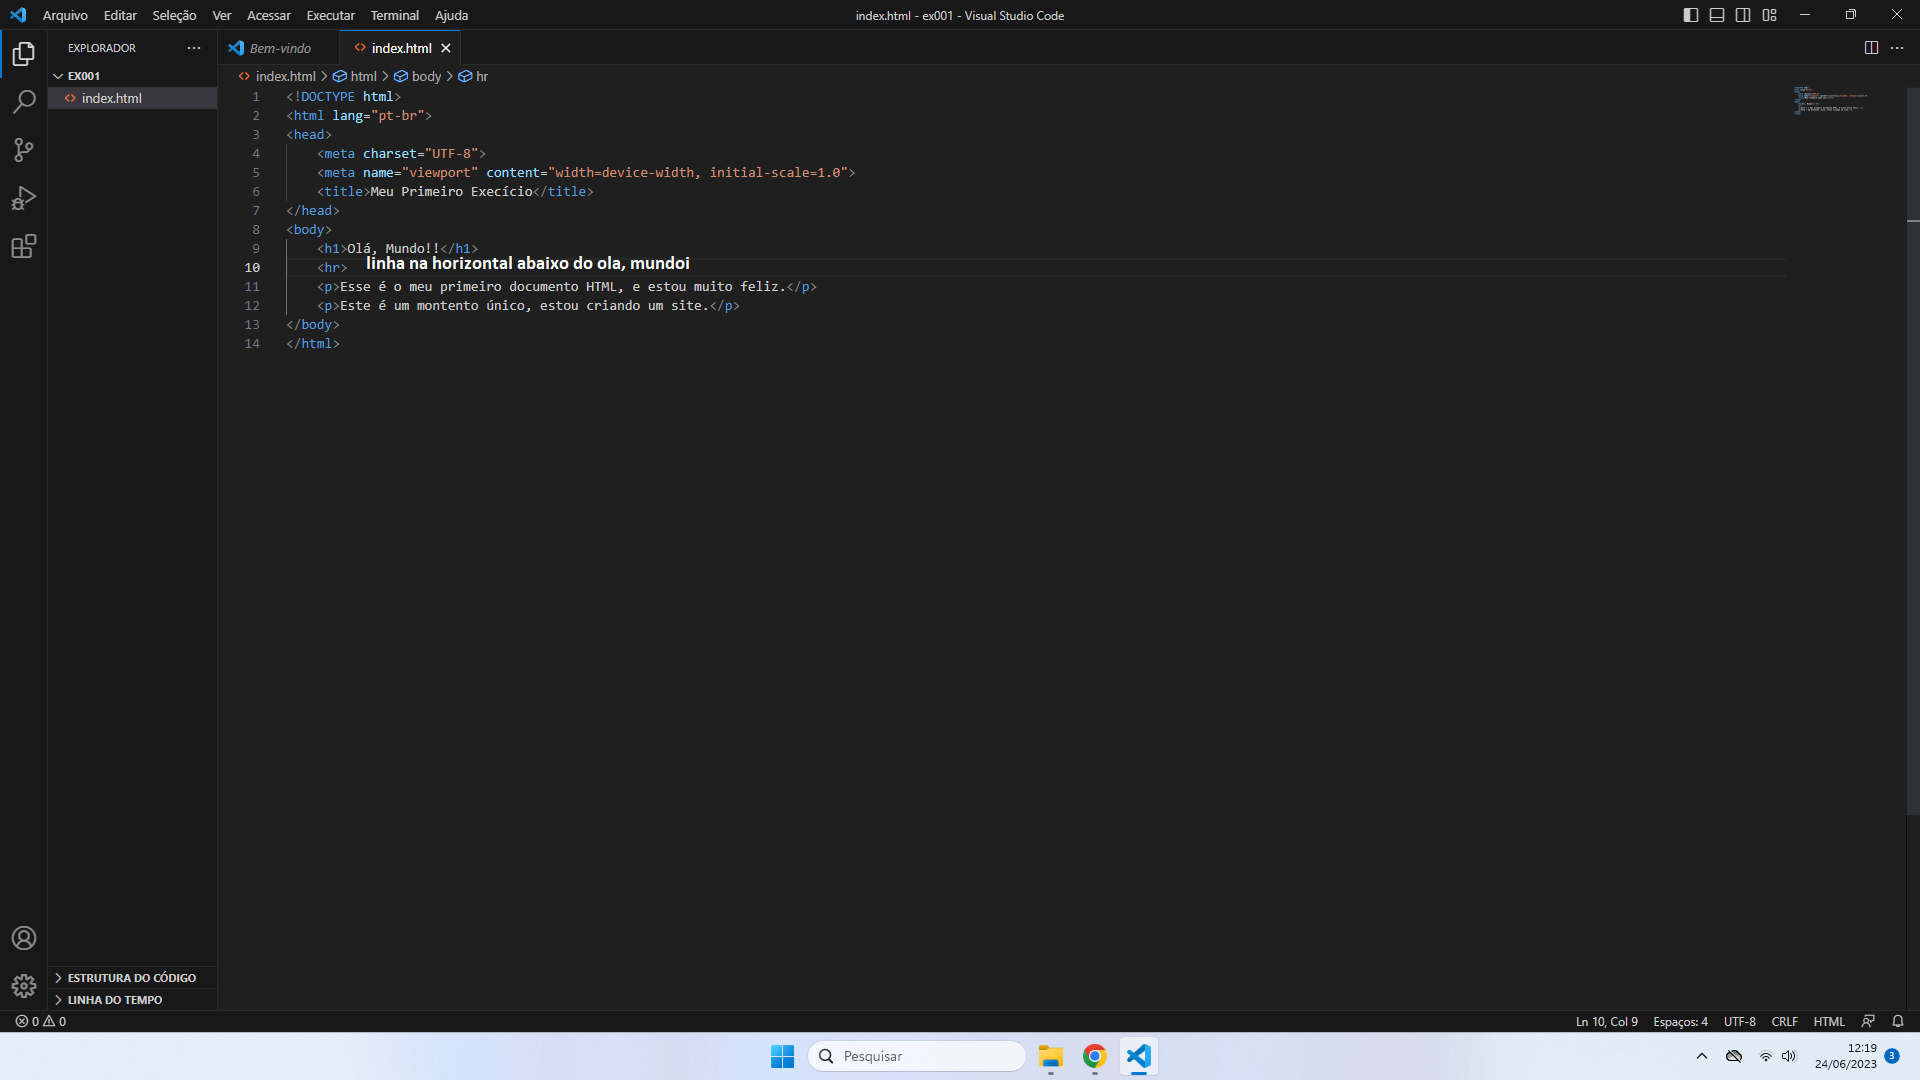 Arquivo Editar Seleção Ver Acessar Executar Terminal Ajuda
index.html - ex001 - Visual Studio Code
EXPLORADOR
Bem-vindo
index.html
EX001
index.html
index.html > html > body > hr
1 <!DOCTYPE html>
2 <html lang="pt-br">
3 <head>
4 <meta charset="UTF-8">
5 <meta name="viewport" content="width=device-width, initial-scale=1.0">
6 <title>Meu Primeiro Execício</title>
7 </head>
8 <body>
9 <h1>Olá, Mundo!!</h1>
10 <hr> linha na horizontal abaixo do ola, mundoi
11 <p>Esse é o meu primeiro documento HTML, e estou muito feliz.</p>
12 <p>Este é um montento único, estou criando um site.</p>
13 </body>
14 </html>
ESTRUTURA DO CÓDIGO
LINHA DO TEMPO
0 0
Ln 10, Col 9 Espaços: 4 UTF-8 CRLF HTML
Pesquisar
12:19
24/06/2023
3